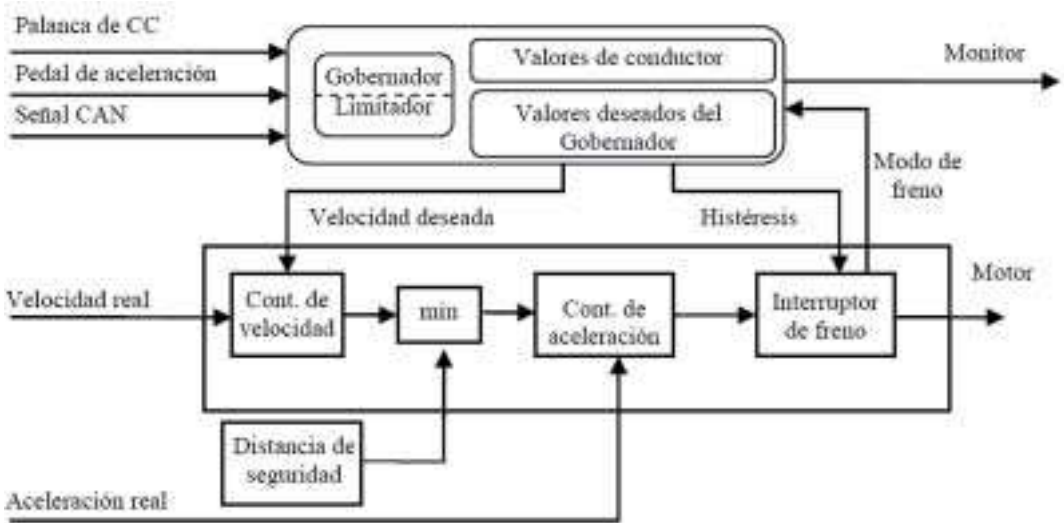 Palanca de CC
Pedal de aceleración
Señal CAN
Gobernador
Limitador
Valores de conductor
Valores deseados del
Gobernador
Monitor
Modo de
freno
Velocidad deseada
Histéresis
Velocidad real
Cont. de
velocidad
min
Cont. de
aceleración
Interruptor
de freno
Motor
Distancia de
seguridad
Aceleración real